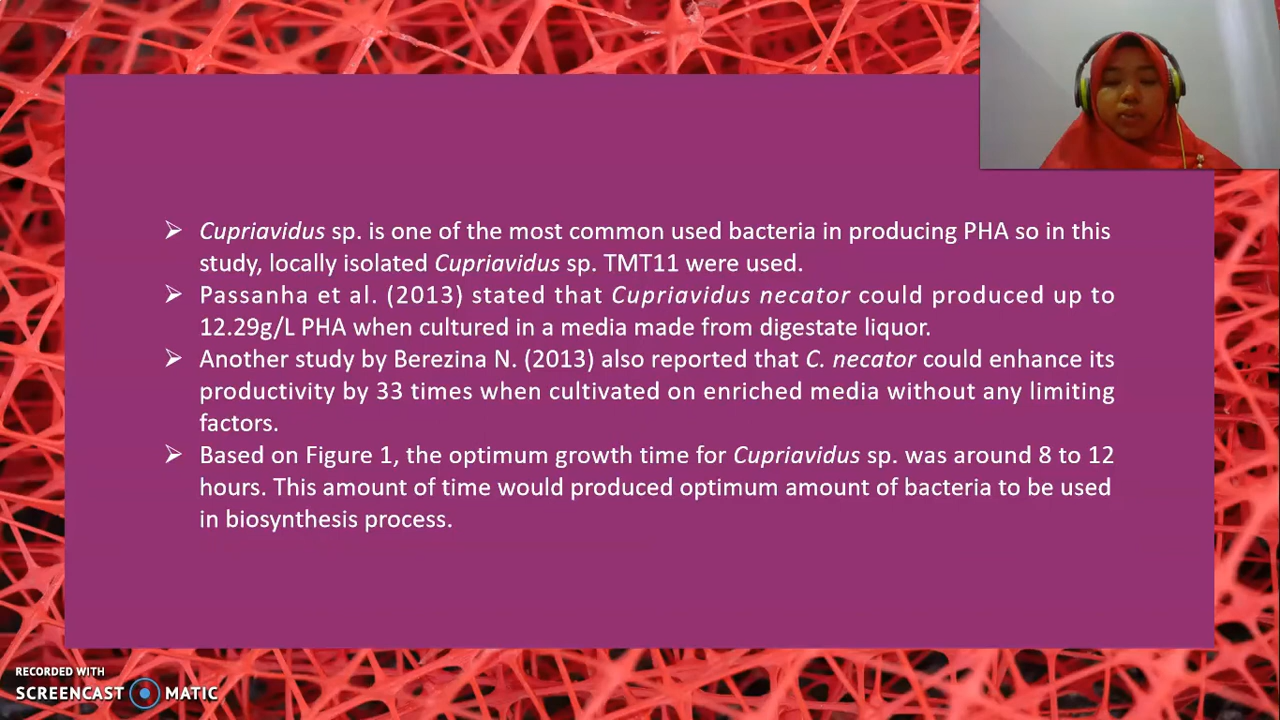 ➢ Cupriavidus sp. is one of the most common used bacteria in producing PHA so in this
study, locally isolated Cupriavidus sp. TMT11 were used.
➢ Passanha et al. (2013) stated that Cupriavidus necator could produced up to
12.29g/L PHA when cultured in a media made from digestate liquor.
➢ Another study by Berezina N. (2013) also reported that C. necator could enhance its
productivity by 33 times when cultivated on enriched media without any limiting
factors.
➢ Based on Figure 1, the optimum growth time for Cupriavidus sp. was around 8 to 12
hours. This amount of time would produced optimum amount of bacteria to be used
in biosynthesis process.
RECORDED WITH
SCREENCAST MATIC